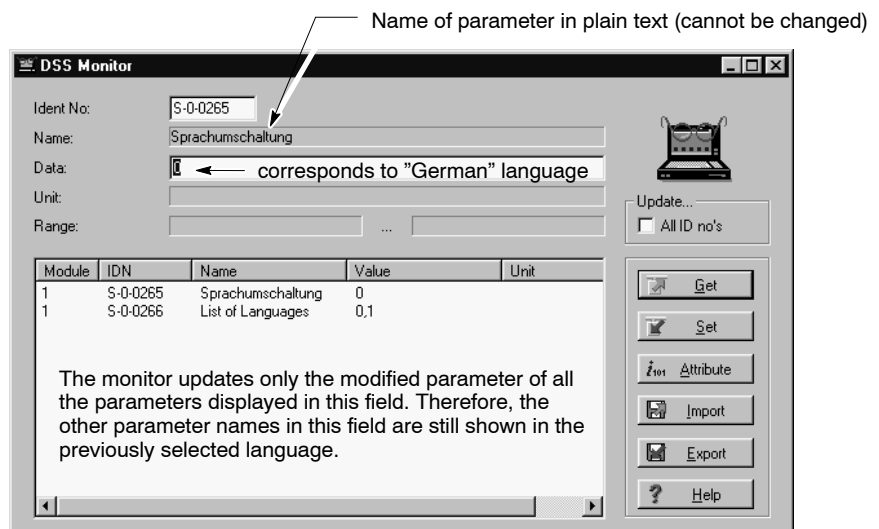 Name of parameter in plain text (cannot be changed)
DSS Monitor
Ident No: S-0-0265
Name: Sprachumschaltung
Data: 0 corresponds to ”German” language
Unit:
Range: ...
Update...
All ID no's
Module IDN Name Value Unit
1 S-0-0265 Sprachumschaltung 0
1 S-0-0266 List of Languages 0,1
The monitor updates only the modified parameter of all
the parameters displayed in this field. Therefore, the
other parameter names in this field are still shown in the
previously selected language.
Get
Set
i101 Attribute
Import
Export
? Help